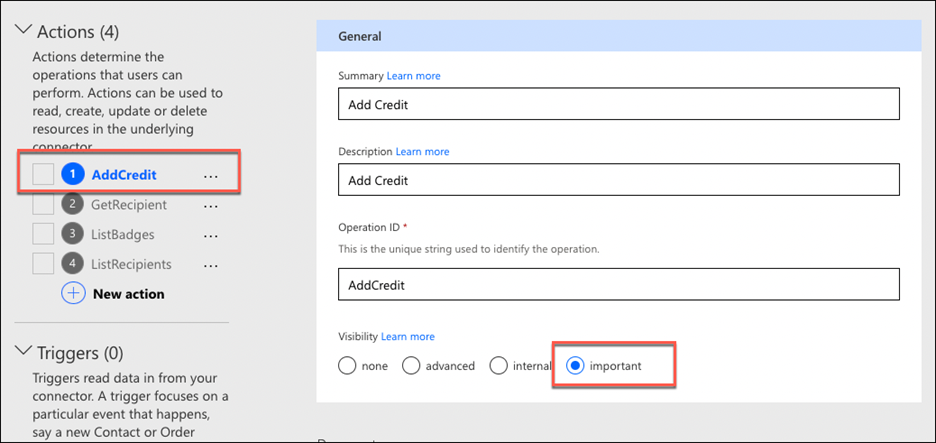 Actions (4)
Actions determine the
operations that users can
perform. Actions can be used to
read, create, update or delete
resources in the underlying
connector.
1 AddCredit ...
2 GetRecipient ...
3 ListBadges ...
4 ListRecipients ...
New action
Triggers (0)
Triggers read data in from your
connector. A trigger focuses on a
particular event that happens,
say a new Contact or Order
General
Summary Learn more
Add Credit
Description Learn more
Add Credit
Operation ID *
This is the unique string used to identify the operation.
AddCredit
Visibility Learn more
none advanced internal important